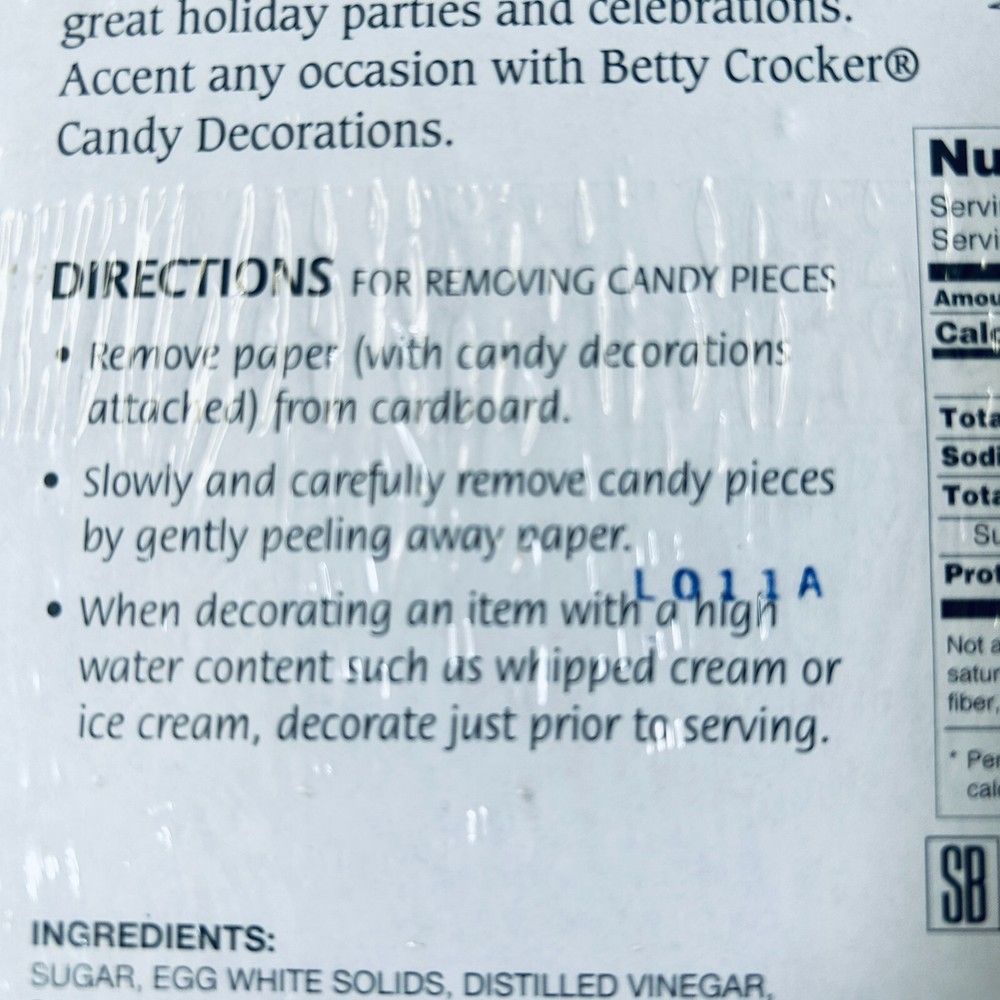 great holiday parties and celebrations.
Accent any occasion with Betty Crocker®
Candy Decorations.
DIRECTIONS FOR REMOVING CANDY PIECES
• Remove paper (with candy decorations
attached) from cardboard.
• Slowly and carefully remove candy pieces
by gently peeling away paper.
L011A
• When decorating an item with a high
water content such as whipped cream or
ice cream, decorate just prior to serving.
INGREDIENTS:
SUGAR, EGG WHITE SOLIDS, DISTILLED VINEGAR,
Nu
Servi
Servi
Amou
Calo
Tota
Sodi
Tota
Su
Prot
Not a
satur
fiber,
* Per
calo
SB